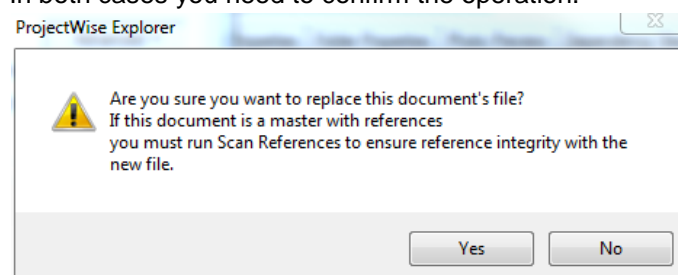 In both cases you need to confirm the operation.
ProjectWise Explorer
Are you sure you want to replace this document's file?
If this document is a master with references
you must run Scan References to ensure reference integrity with the
new file.
Yes
No